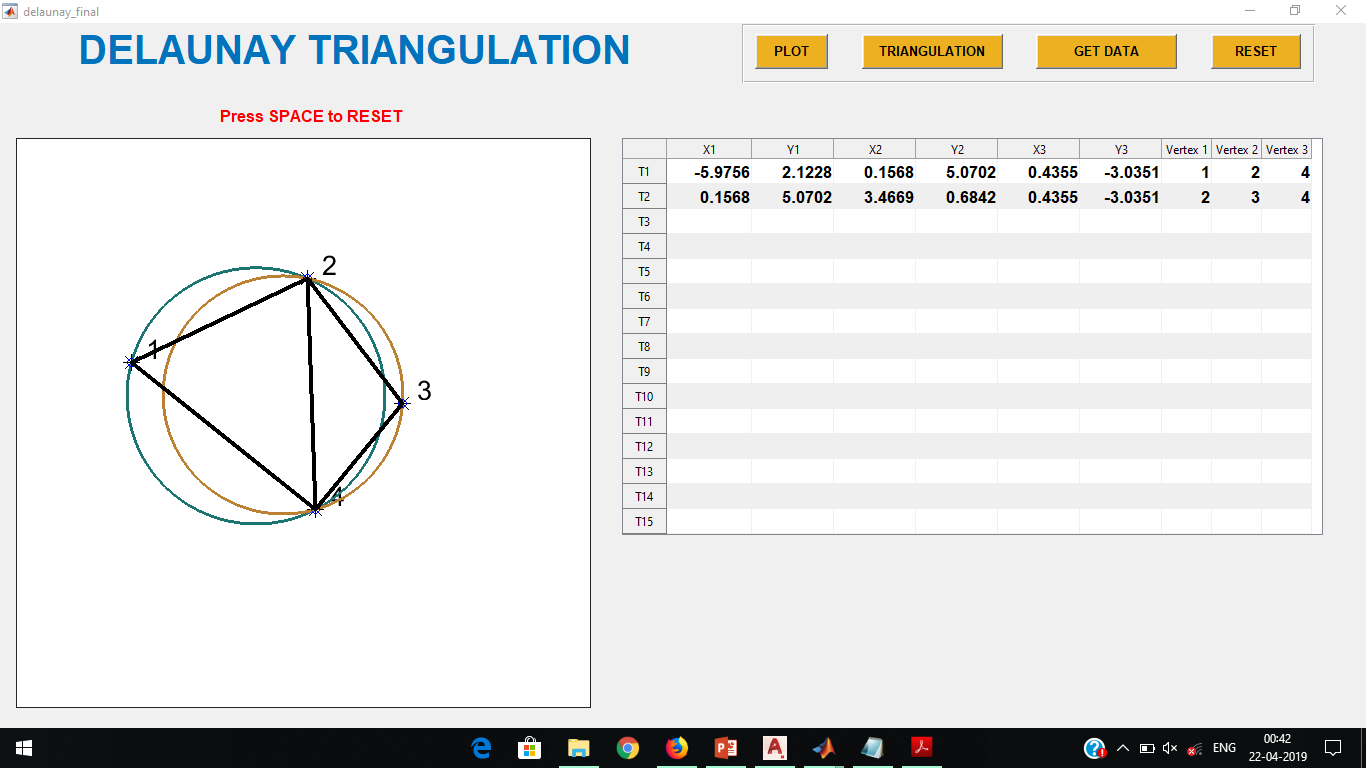 delaunay_final
DELAUNAY TRIANGULATION
PLOT TRIANGULATION GET DATA RESET
Press SPACE to RESET
X1 Y1 X2 Y2 X3 Y3 Vertex 1 Vertex 2 Vertex 3
T1 -5.9756 2.1228 0.1568 5.0702 0.4355 -3.0351 1 2 4
T2 0.1568 5.0702 3.4669 0.6842 0.4355 -3.0351 2 3 4
T3
T4
T5
T6
T7
T8
T9
T10
T11
T12
T13
T14
T15
2
1
3
4
ENG
00:42
22-04-2019